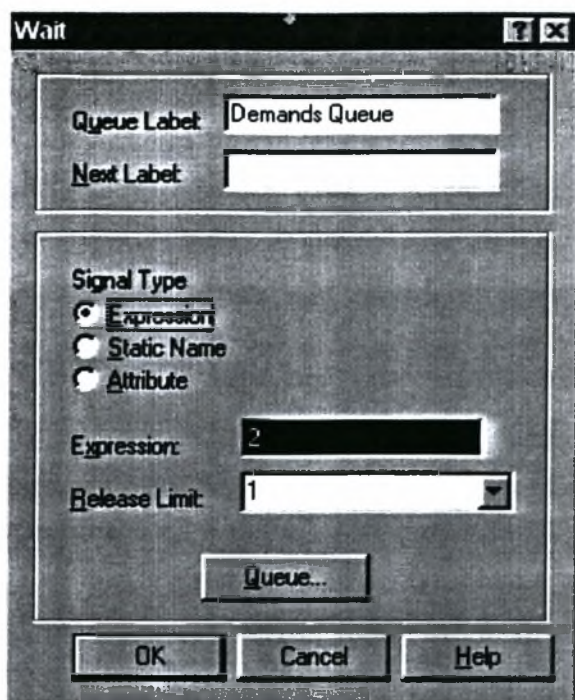 Wait
Queue Label: Demands Queue
Next Label:
Signal Type
Expression
Static Name
Attribute
Expression: 2
Release Limit: 1
Queue...
OK Cancel Help